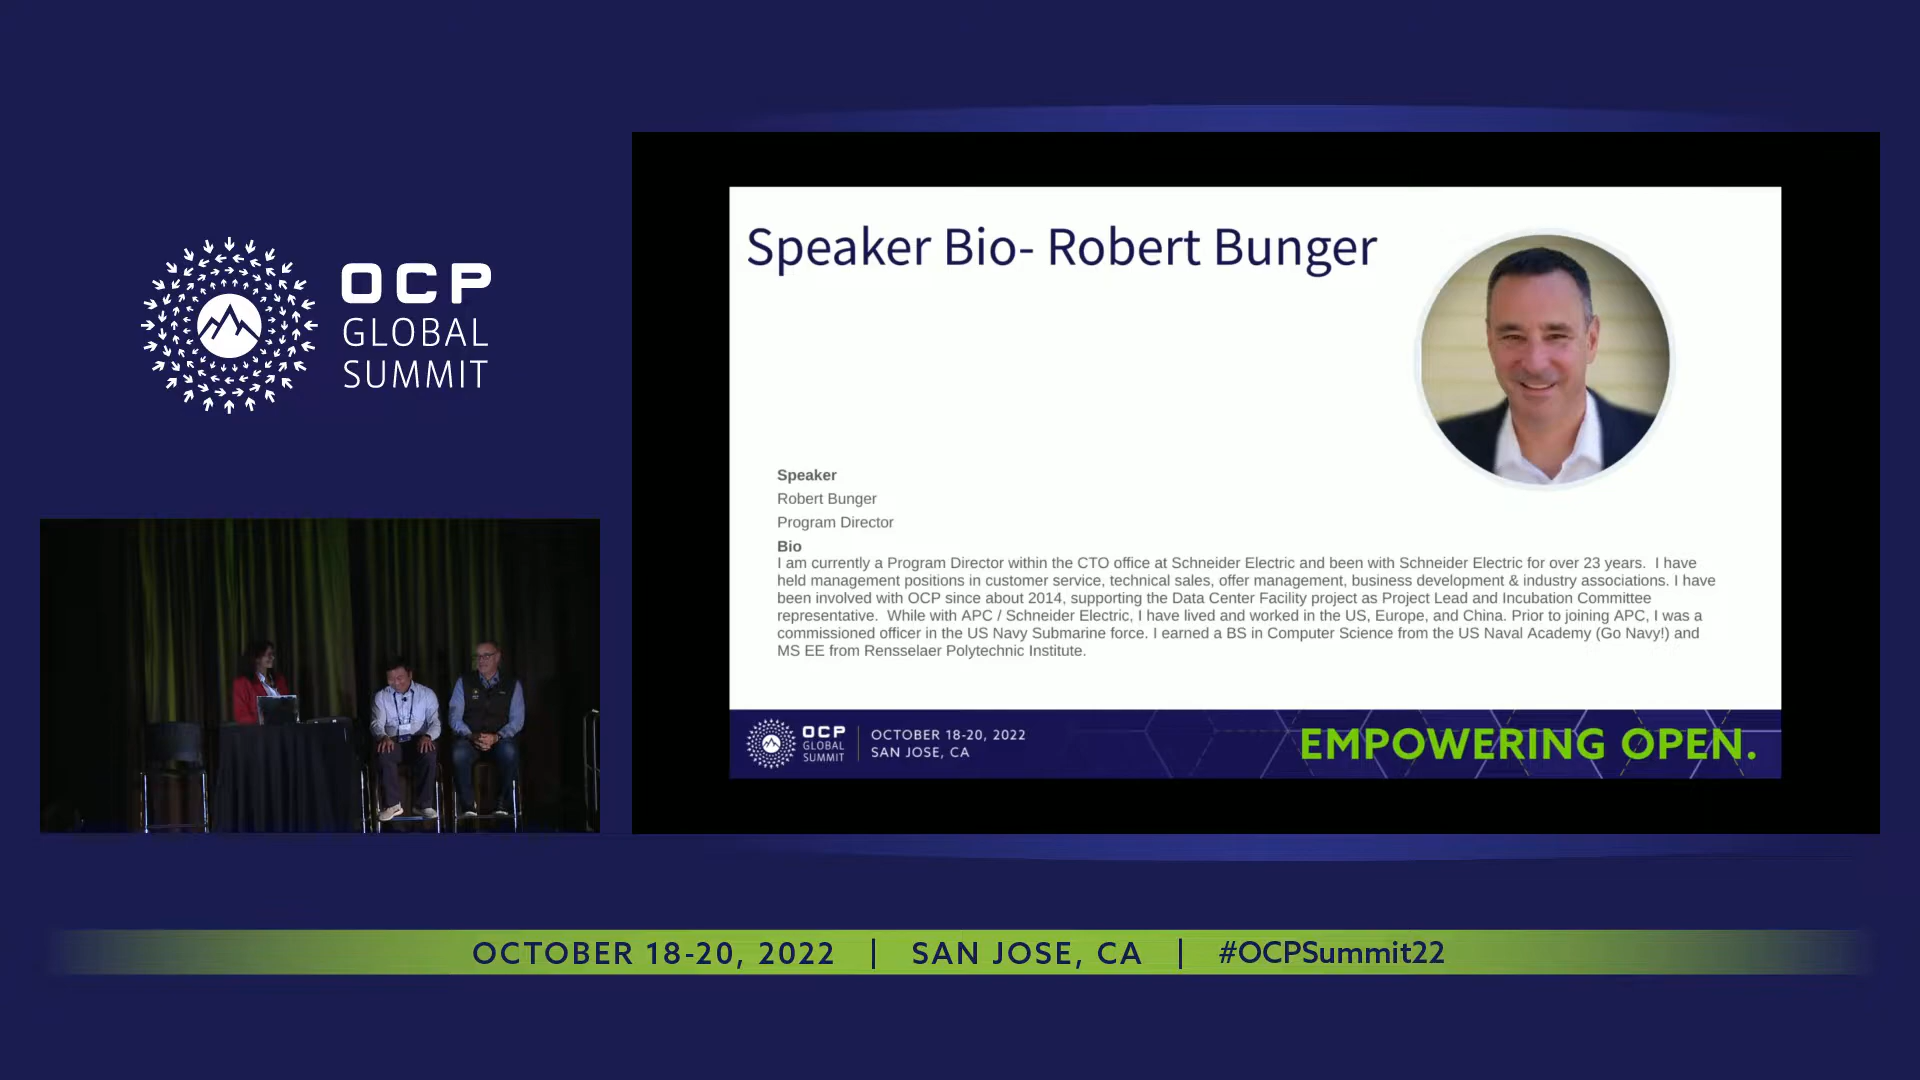 OCP
GLOBAL
SUMMIT
Speaker Bio- Robert Bunger
Speaker
Robert Bunger
Program Director
Bio
I am currently a Program Director within the CTO office at Schneider Electric and been with Schneider Electric for over 23 years.  I have
held management positions in customer service, technical sales, offer management, business development & industry associations. I have
been involved with OCP since about 2014, supporting the Data Center Facility project as Project Lead and Incubation Committee
representative.  While with APC / Schneider Electric, I have lived and worked in the US, Europe, and China. Prior to joining APC, I was a
commissioned officer in the US Navy Submarine force. I earned a BS in Computer Science from the US Naval Academy (Go Navy!) and
MS EE from Rensselaer Polytechnic Institute.
OCP
GLOBAL
SUMMIT
OCTOBER 18-20, 2022
SAN JOSE, CA
EMPOWERING OPEN.
OCTOBER 18-20, 2022 | SAN JOSE, CA | #OCPSummit22